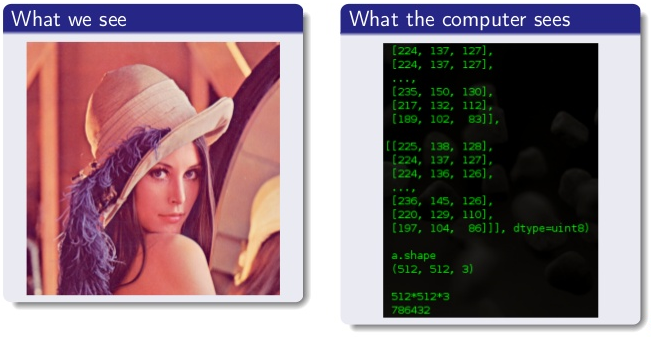 What we see
What the computer sees
[224, 137, 127],
[224, 137, 127],
...,
[235, 150, 130],
[217, 132, 112],
[189, 102,  83]],
[[225, 138, 128],
[224, 137, 127],
[224, 136, 126],
...,
[236, 145, 126],
[220, 129, 110],
[197, 104,  86]]], dtype=uint8)
a.shape
(512, 512, 3)
512*512*3
786432